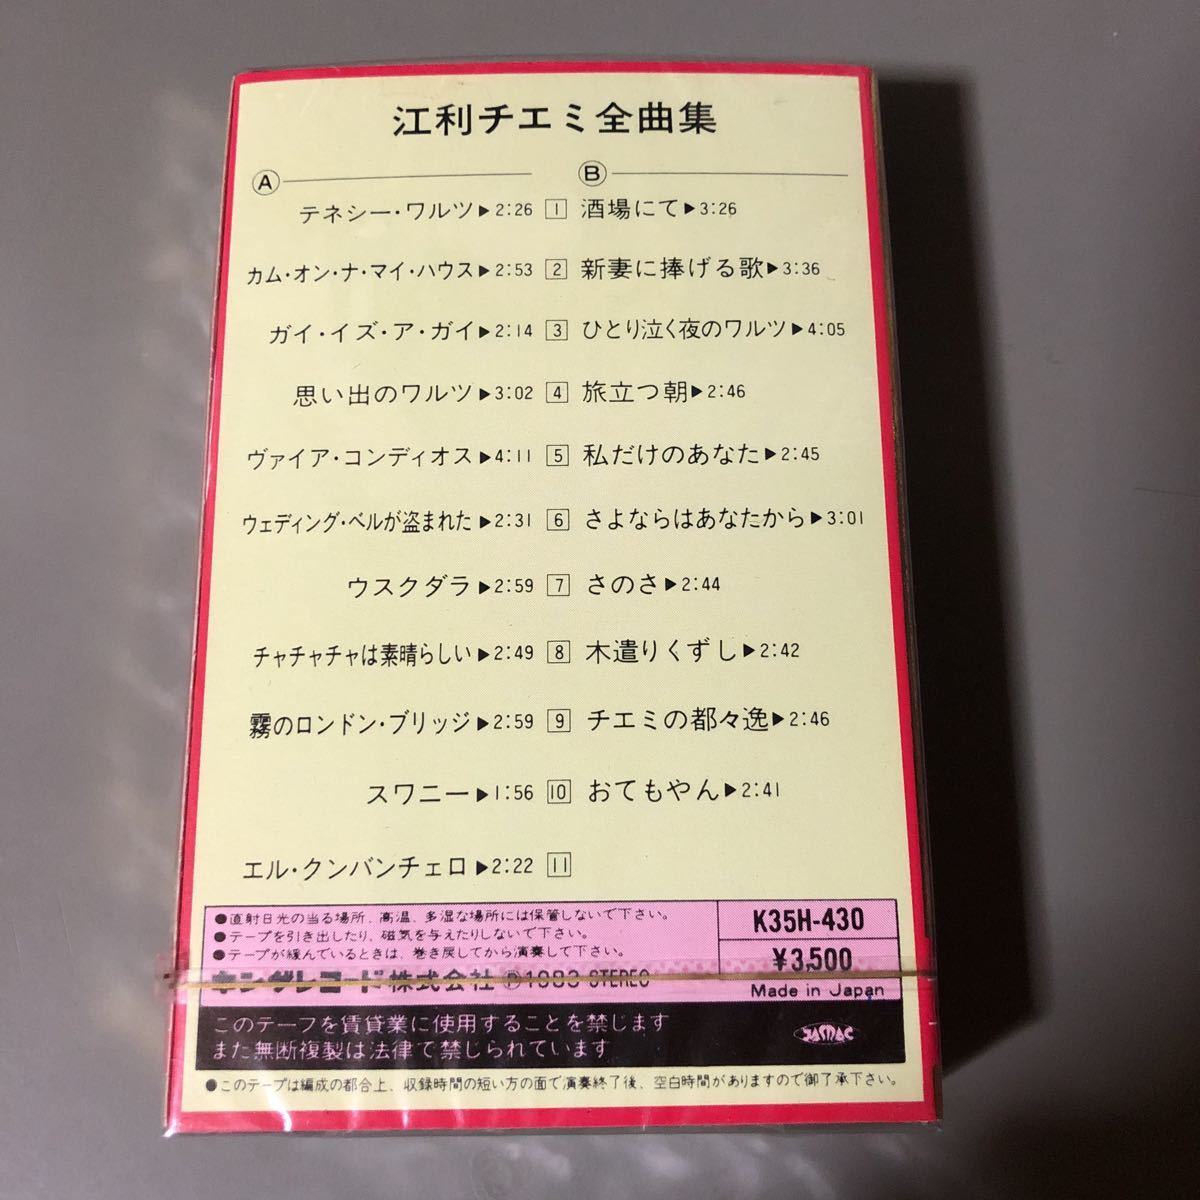 江利チエミ全曲集
Ⓐ Ⓑ
テネシー・ワルツ▶2:26 1 酒場にて▶3:26
カム・オン・ナ・マイ・ハウス▶2:53 2 新妻に捧げる歌▶3:36
ガイ・イズ・ア・ガイ▶2:14 3 ひとり泣く夜のワルツ▶4:05
思い出のワルツ▶3:02 4 旅立つ朝▶2:46
ヴァイア・コンディオス▶4:11 5 私だけのあなた▶2:45
ウェディング・ベルが盗まれた▶2:31 6 さよならはあなたから▶3:01
ウスクダラ▶2:59 7 さのさ▶2:44
チャチャチャは素晴らしい▶2:49 8 木遣りくずし▶2:42
霧のロンドン・ブリッジ▶2:59 9 チエミの都々逸▶2:46
スワニー▶1:56 10 おてもやん▶2:41
エル・クンバンチェロ▶2:22 11
●直射日光の当る場所、高温、多湿な場所には保管しないで下さい。
●テープを引き出したり、磁気を与えたりしないで下さい。
●テープが緩んでいるときは、巻き戻してから演奏して下さい。
キングレコード株式会社 Ⓟ1983 STEREO
K35H-430
¥3,500
Made in Japan
このテープを賃貸業に使用することを禁じます
また無断複製は法律で禁じられています
JASRAC
●このテープは編成の都合上、収録時間の短い方の面で演奏終了後、空白時間がありますので御了承下さい。